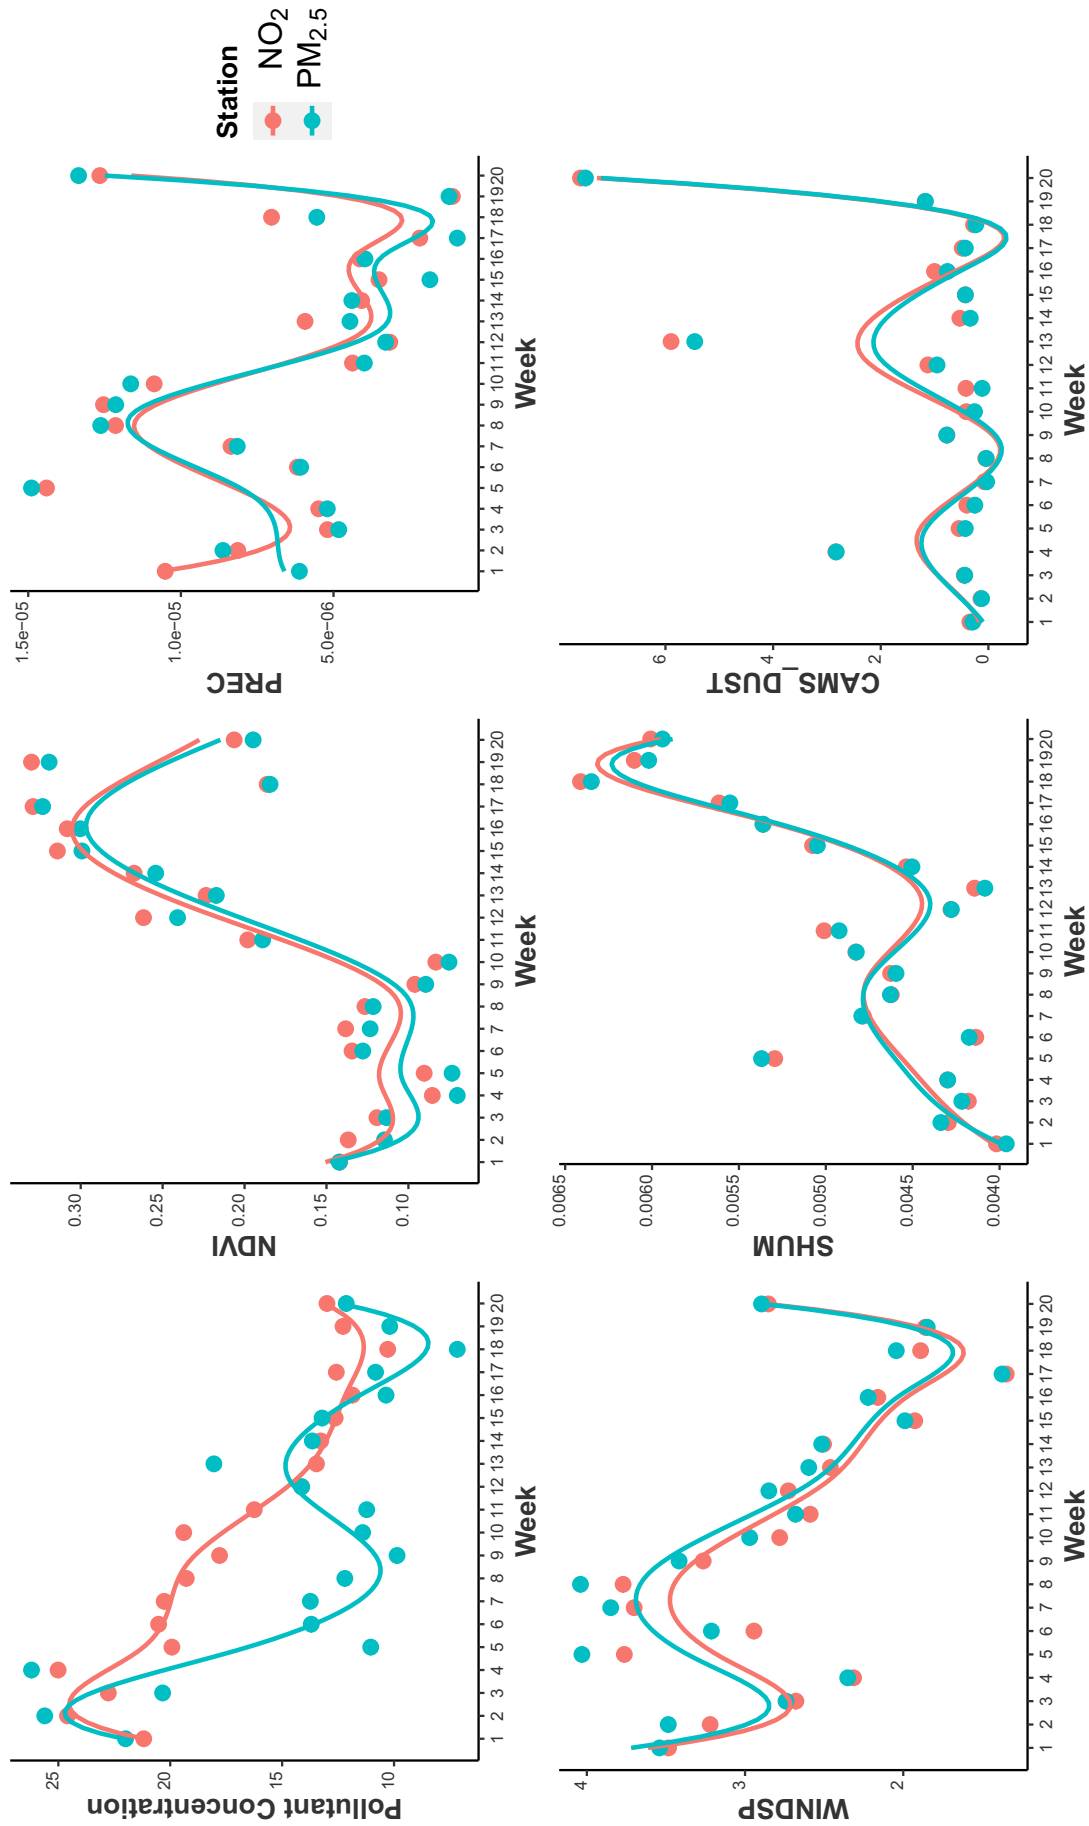 Pollutant Concentration
25
20
15
10
1 2 3 4 5 6 7 8 9 10 11 12 13 14 15 16 17 18 19 20
Week
NDVI
0.30
0.25
0.20
0.15
0.10
1 2 3 4 5 6 7 8 9 10 11 12 13 14 15 16 17 18 19 20
Week
PREC
1.5e−05
1.0e−05
5.0e−06
1 2 3 4 5 6 7 8 9 10 11 12 13 14 15 16 17 18 19 20
Week
Station
NO2
PM2.5
WINDSP
4
3
2
1 2 3 4 5 6 7 8 9 10 11 12 13 14 15 16 17 18 19 20
Week
SHUM
0.0065
0.0060
0.0055
0.0050
0.0045
0.0040
1 2 3 4 5 6 7 8 9 10 11 12 13 14 15 16 17 18 19 20
Week
CAMS_DUST
6
4
2
0
1 2 3 4 5 6 7 8 9 10 11 12 13 14 15 16 17 18 19 20
Week